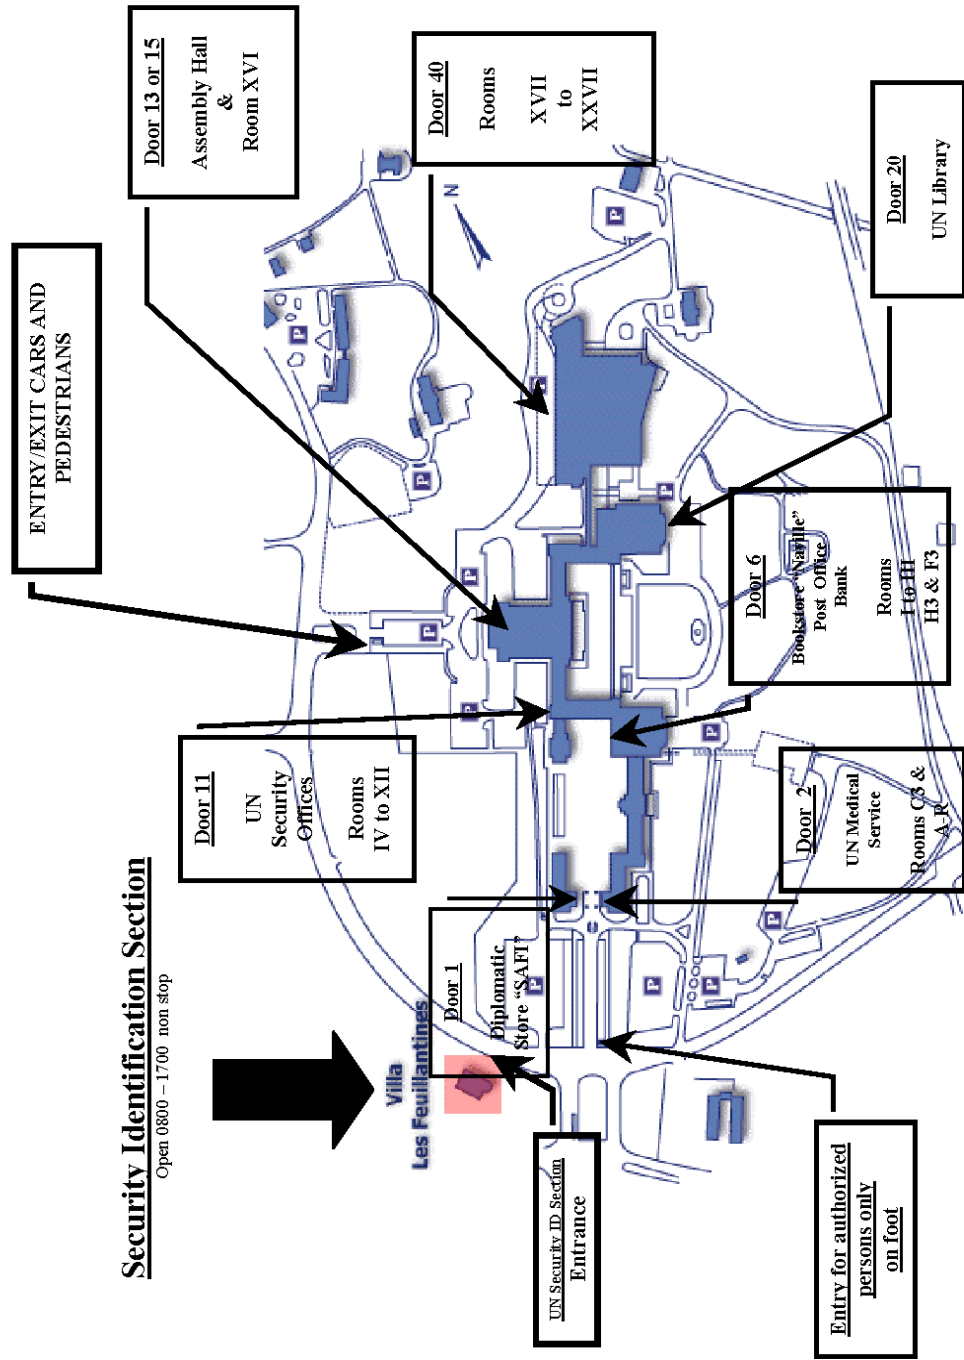 Security Identification Section
Open 0800 – 1700 non stop
ENTRY/EXIT CARS AND
PEDESTRIANS
Door 13 or 15
Assembly Hall
&
Room XVI
Door 40
Rooms
XVII
to
XXVII
Door 11
UN
Security
Offices
Rooms
IV to XII
Villa
Les Feuillantines
Door 1
Diplomatic
Store “SAFI”
UN Security ID Section
Entrance
Entry for authorized
persons only
on foot
Door 2
UN Medical
Service
Rooms C3 &
A-R
Door 6
Bookstore “Naville”
Post Office
Bank
Rooms
I to III
H3 & F3
Door 20
UN Library
N
P
P
P
P
P
P
P
P
P
P
P
P
P